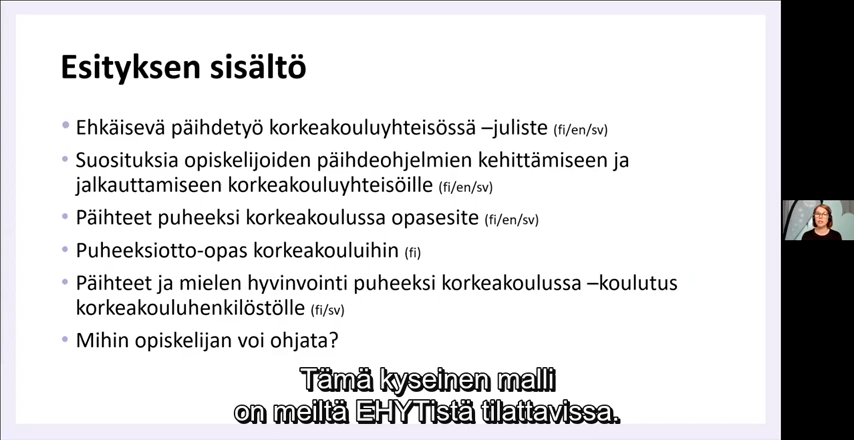 Esityksen sisältö
• Ehkäisevä päihdetyö korkeakouluyhteisössä –juliste (fi/en/sv)
• Suosituksia opiskelijoiden päihdeohjelmien kehittämiseen ja
jalkauttamiseen korkeakouluyhteisöille (fi/en/sv)
• Päihteet puheeksi korkeakoulussa opasesite (fi/en/sv)
• Puheeksiotto-opas korkeakouluihin (fi)
• Päihteet ja mielen hyvinvointi puheeksi korkeakoulussa –koulutus
korkeakouluhenkilöstölle (fi/sv)
• Mihin opiskelijan voi ohjata?
Tämä kyseinen malli
on meiltä EHYTistä tilattavissa.